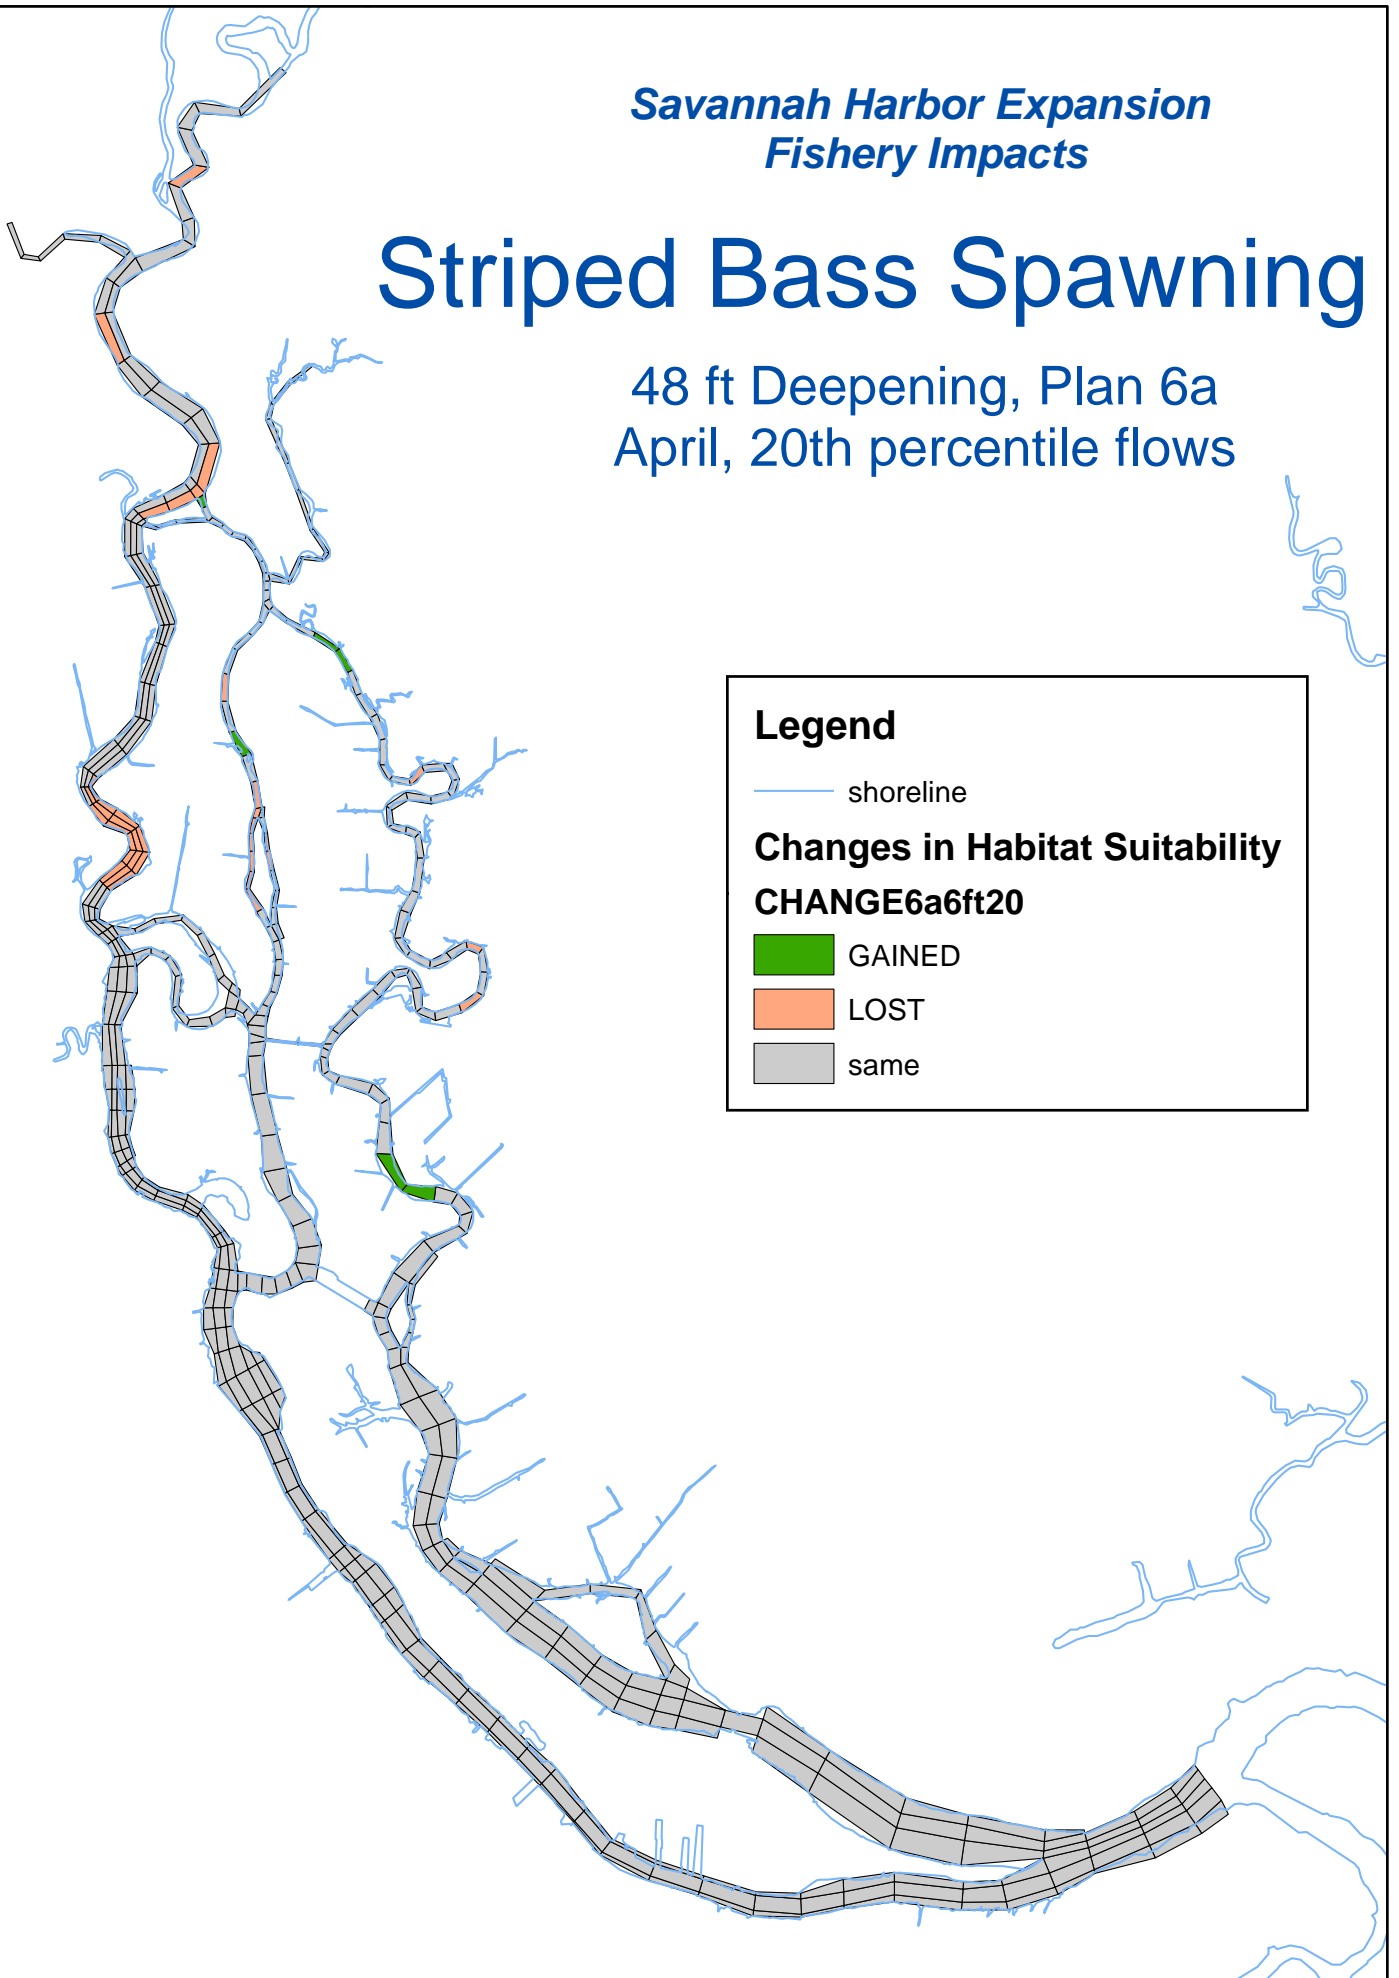 Savannah Harbor Expansion
Fishery Impacts
Striped Bass Spawning
48 ft Deepening, Plan 6a
April, 20th percentile flows
Legend
shoreline
Changes in Habitat Suitability
CHANGE6a6ft20
GAINED
LOST
same